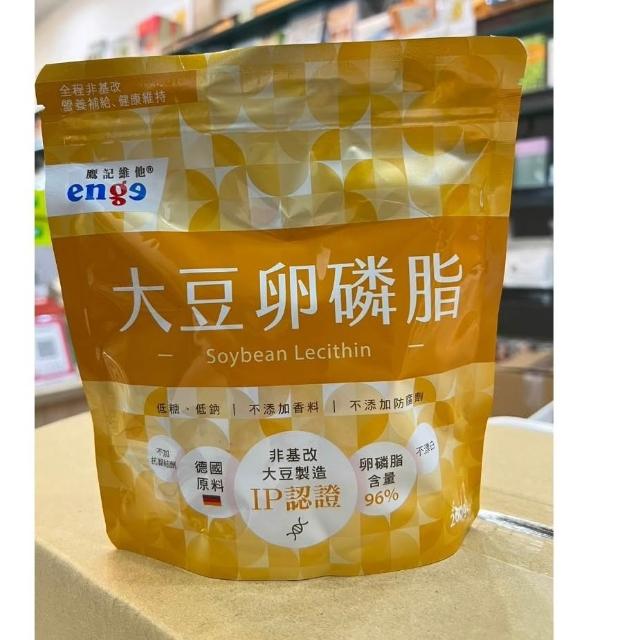 全程非基改
營養補給、健康維持
鷹記維他®
enge
大豆卵磷脂
Soybean Lecithin
低糖、低鈉 | 不添加香料 | 不添加防腐劑
不加
抗凝結劑
德國
原料
非基改
大豆製造
IP認證
卵磷脂
含量
96%
不漂白